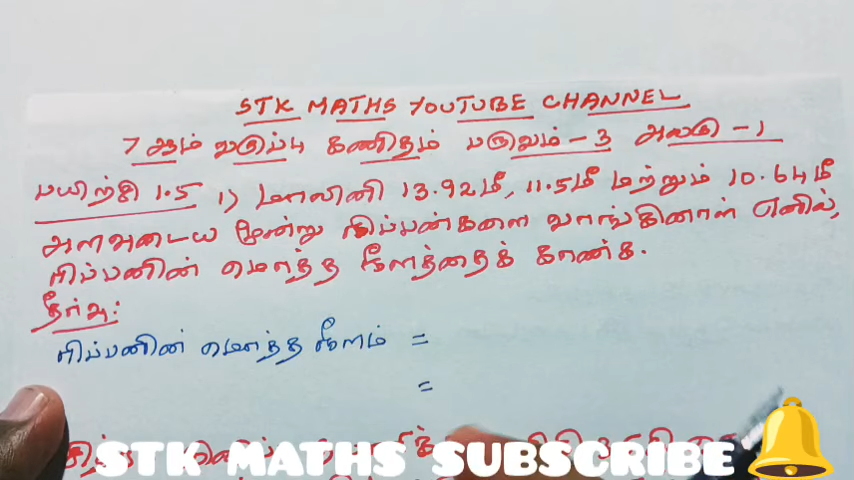 STK MATHS YOUTUBE CHANNEL
7 ஆம் வகுப்பு கணிதம் பருவம் - 3 அலகு - 1
பயிற்சி 1.5 1) மாலினி 13.92மீ, 11.5மீ மற்றும் 10.64மீ
அளவுடைய மூன்று ரிப்பன்களை வாங்கினாள் எனில்,
ரிப்பனின் மொத்த நீளத்தைக் காண்க.
தீர்வு:
ரிப்பனின் மொத்த நீளம் =
=
STK MATHS SUBSCRIBE